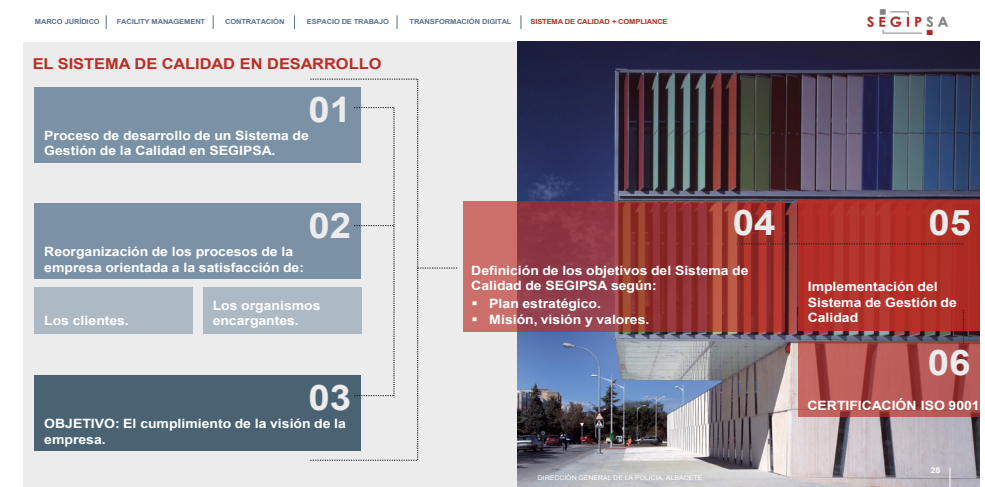 MARCO JURÍDICO FACILITY MANAGEMENT CONTRATACIÓN ESPACIO DE TRABAJO TRANSFORMACIÓN DIGITAL SISTEMA DE CALIDAD + COMPLIANCE
SEGIPSA
EL SISTEMA DE CALIDAD EN DESARROLLO
01
Proceso de desarrollo de un Sistema de
Gestión de la Calidad en SEGIPSA.
02
Reorganización de los procesos de la
empresa orientada a la satisfacción de:
Los clientes.
Los organismos
encargantes.
03
OBJETIVO: El cumplimiento de la visión de la
empresa.
04
Definición de los objetivos del Sistema de
Calidad de SEGIPSA según:
▪ Plan estratégico.
▪ Misión, visión y valores.
05
Implementación del
Sistema de Gestión de
Calidad
06
CERTIFICACIÓN ISO 9001
DIRECCIÓN GENERAL DE LA POLICÍA, ALBACETE
26